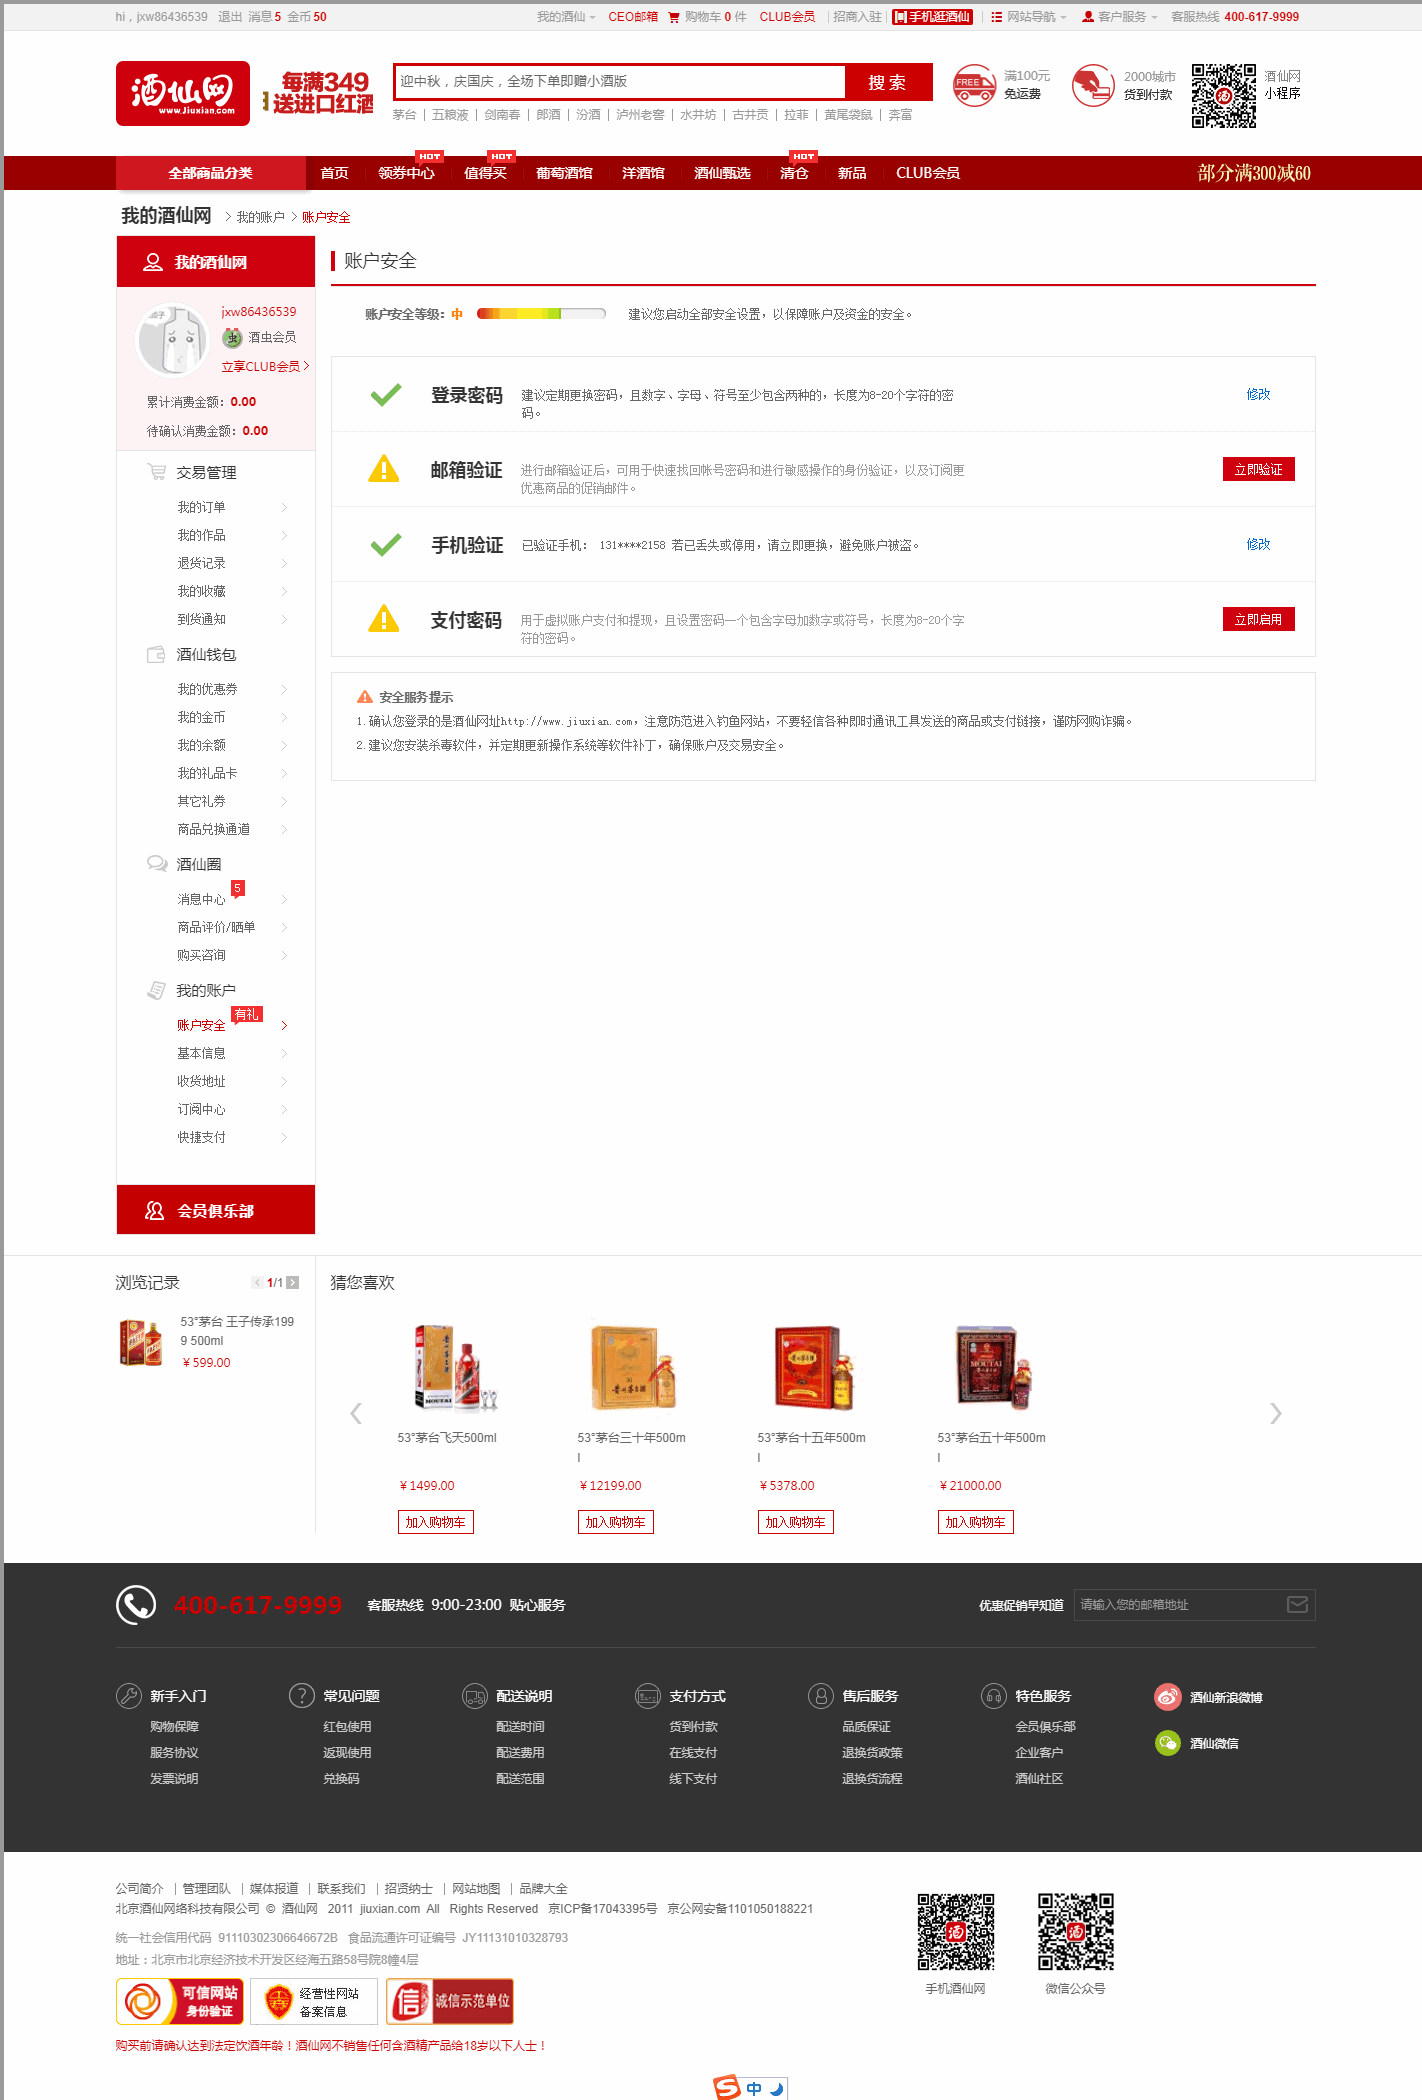 hi，jxw86436539 退出 消息 5 金币 50
我的酒仙 CEO邮箱 购物车 0 件 CLUB会员 招商入驻 手机逛酒仙 网站导航 客户服务 客服热线 400-617-9999
酒仙网
www.Jiuxian.com
每满349
送进口红酒
迎中秋，庆国庆，全场下单即赠小酒版
搜 索
茅台 | 五粮液 | 剑南春 | 郎酒 | 汾酒 | 泸州老窖 | 水井坊 | 古井贡 | 拉菲 | 黄尾袋鼠 | 奔富
FREE
满100元
免运费
2000城市
货到付款
酒仙网
小程序
HOT HOT HOT
全部商品分类 首页 领券中心 值得买 葡萄酒馆 洋酒馆 酒仙甄选 清仓 新品 CLUB会员 部分满300减60
我的酒仙网 > 我的账户 > 账户安全
我的酒仙网
jxw86436539
酒虫会员
立享CLUB会员 >
累计消费金额：0.00
待确认消费金额：0.00
交易管理
我的订单
我的作品
退货记录
我的收藏
到货通知
酒仙钱包
我的优惠券
我的金币
我的余额
我的礼品卡
其它礼券
商品兑换通道
酒仙圈
消息中心 5
商品评价/晒单
购买咨询
我的账户
账户安全 有礼
基本信息
收货地址
订阅中心
快捷支付
会员俱乐部
账户安全
账户安全等级：中 建议您启动全部安全设置，以保障账户及资金的安全。
登录密码 建议定期更换密码，且数字、字母、符号至少包含两种的，长度为8-20个字符的密
码。
修改
邮箱验证 进行邮箱验证后，可用于快速找回帐号密码和进行敏感操作的身份验证，以及订阅更
优惠商品的促销邮件。
立即验证
手机验证 已验证手机： 131****2158 若已丢失或停用，请立即更换，避免账户被盗。
修改
支付密码 用于虚拟账户支付和提现，且设置密码一个包含字母加数字或符号，长度为8-20个字
符的密码。
立即启用
安全服务提示
1.确认您登录的是酒仙网址http://www.jiuxian.com，注意防范进入钓鱼网站，不要轻信各种即时通讯工具发送的商品或支付链接，谨防网购诈骗。
2.建议您安装杀毒软件，并定期更新操作系统等软件补丁，确保账户及交易安全。
浏览记录 < 1/1 >
53°茅台 王子传承199
9 500ml
￥599.00
猜您喜欢
53°茅台飞天500ml
￥1499.00
加入购物车
53°茅台三十年500m
l
￥12199.00
加入购物车
53°茅台十五年500m
l
￥5378.00
加入购物车
53°茅台五十年500m
l
￥21000.00
加入购物车
400-617-9999 客服热线 9:00-23:00 贴心服务
优惠促销早知道 请输入您的邮箱地址
新手入门
购物保障
服务协议
发票说明
常见问题
红包使用
返现使用
兑换码
配送说明
配送时间
配送费用
配送范围
支付方式
货到付款
在线支付
线下支付
售后服务
品质保证
退换货政策
退换货流程
特色服务
会员俱乐部
企业客户
酒仙社区
酒仙新浪微博
酒仙微信
公司简介 | 管理团队 | 媒体报道 | 联系我们 | 招贤纳士 | 网站地图 | 品牌大全
北京酒仙网络科技有限公司 © 酒仙网 2011 jiuxian.com All Rights Reserved 京ICP备17043395号 京公网安备1101050188221
统一社会信用代码 91110302306646672B 食品流通许可证编号 JY11131010328793
地址：北京市北京经济技术开发区经海五路58号院8幢4层
可信网站
身份验证
经营性网站
备案信息
信 诚信示范单位
手机酒仙网
微信公众号
购买前请确认达到法定饮酒年龄！酒仙网不销售任何含酒精产品给18岁以下人士！
S 中